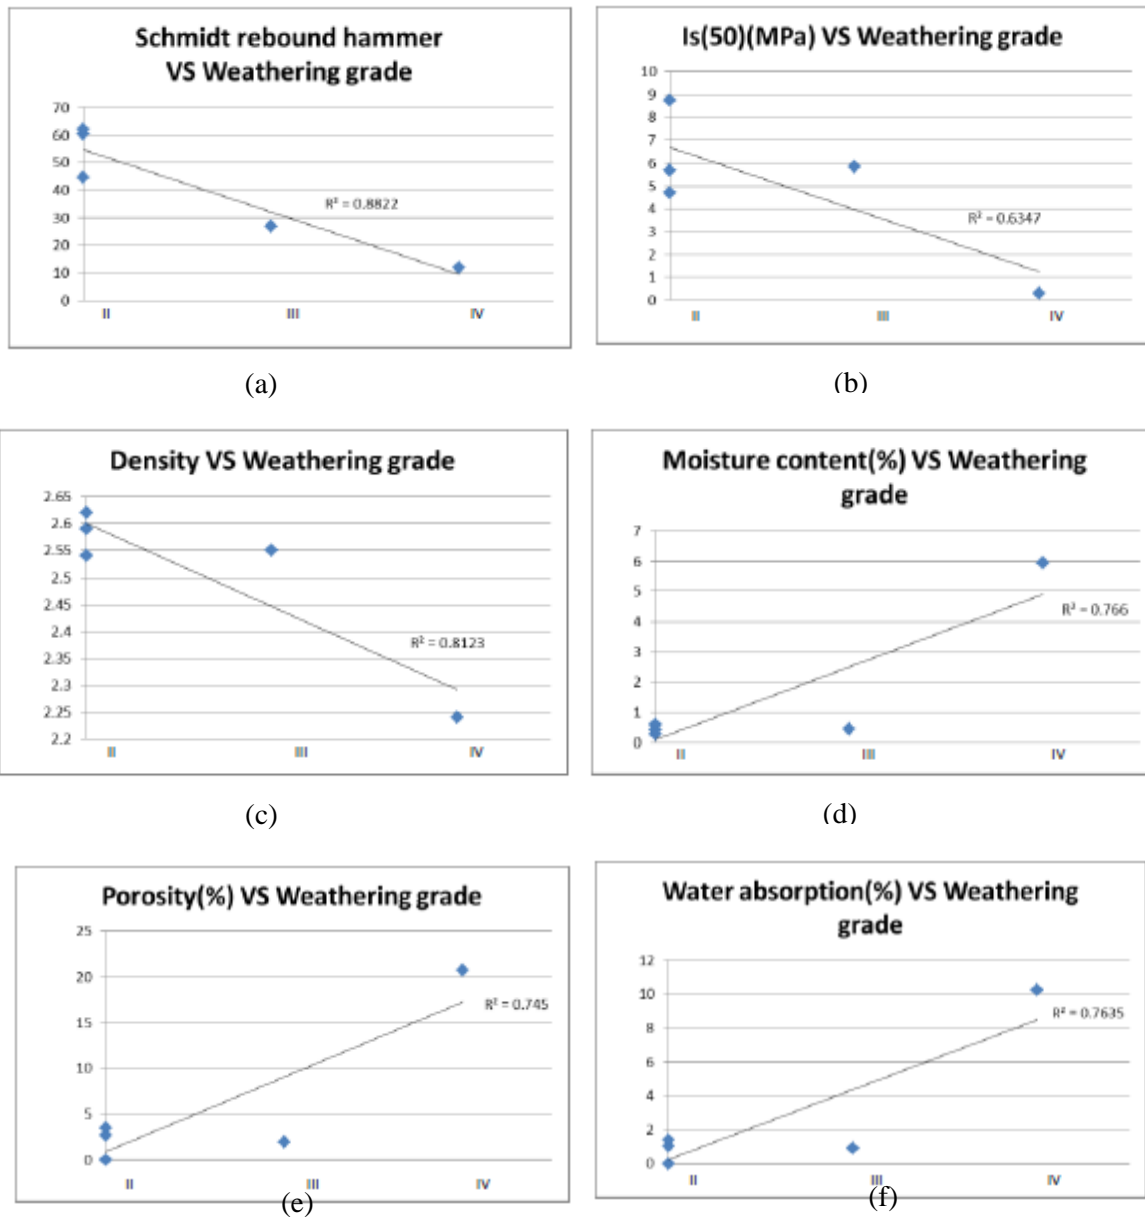 Schmidt rebound hammer
VS Weathering grade
70
60
50
40
30
20
10
0
R² = 0.8822
II III IV
(a)
Is(50)(MPa) VS Weathering grade
10
9
8
7
6
5
4
3
2
1
0
R² = 0.6347
II III IV
(b)
Density VS Weathering grade
2.65
2.6
2.55
2.5
2.45
2.4
2.35
2.3
2.25
2.2
R² = 0.8123
II III IV
(c)
Moisture content(%) VS Weathering
grade
7
6
5
4
3
2
1
0
R² = 0.766
II III IV
(d)
Porosity(%) VS Weathering grade
25
20
15
10
5
0
R² = 0.745
II III IV
(e)
Water absorption(%) VS Weathering
grade
12
10
8
6
4
2
0
R² = 0.7635
II III IV
(f)